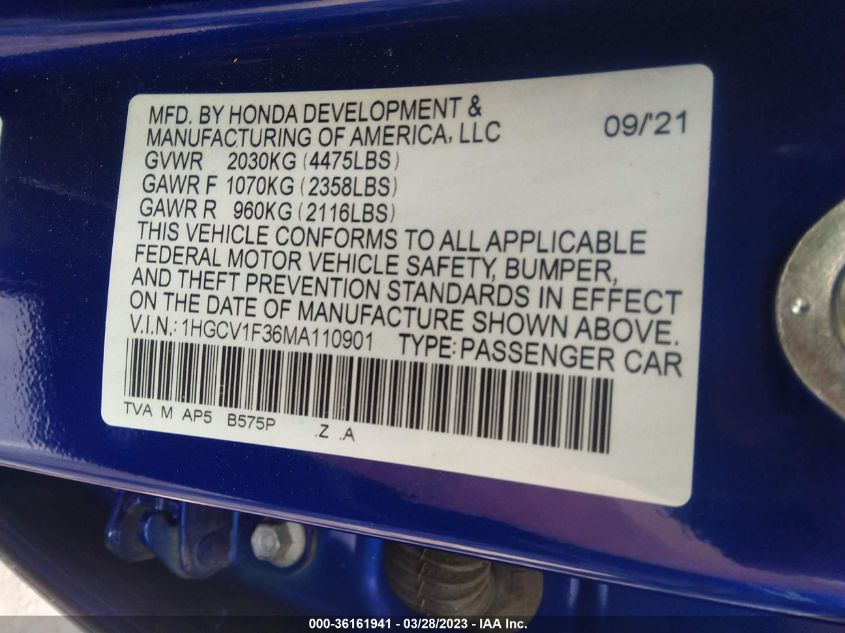 MFD. BY HONDA DEVELOPMENT &
MANUFACTURING OF AMERICA, LLC 09/'21
GVWR 2030KG (4475LBS)
GAWR F 1070KG (2358LBS)
GAWR R 960KG (2116LBS)
THIS VEHICLE CONFORMS TO ALL APPLICABLE
FEDERAL MOTOR VEHICLE SAFETY, BUMPER,
AND THEFT PREVENTION STANDARDS IN EFFECT
ON THE DATE OF MANUFACTURE SHOWN ABOVE.
V.I.N.: 1HGCV1F36MA110901 TYPE: PASSENGER CAR
TVA M AP5 B575P .Z .A
000-36161941 / 03/28/2023 / IAA Inc.